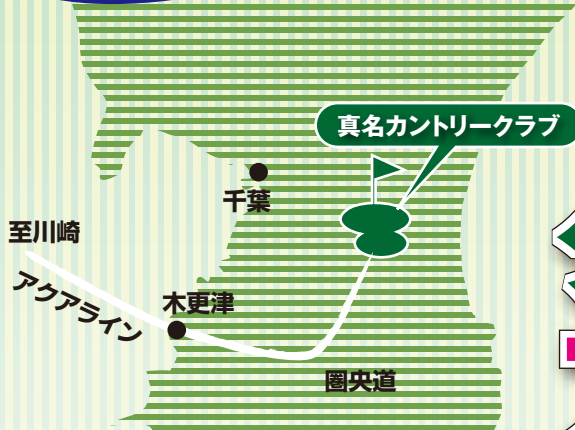 真名カントリークラブ
千葉
至川崎
アクアライン
木更津
圏央道